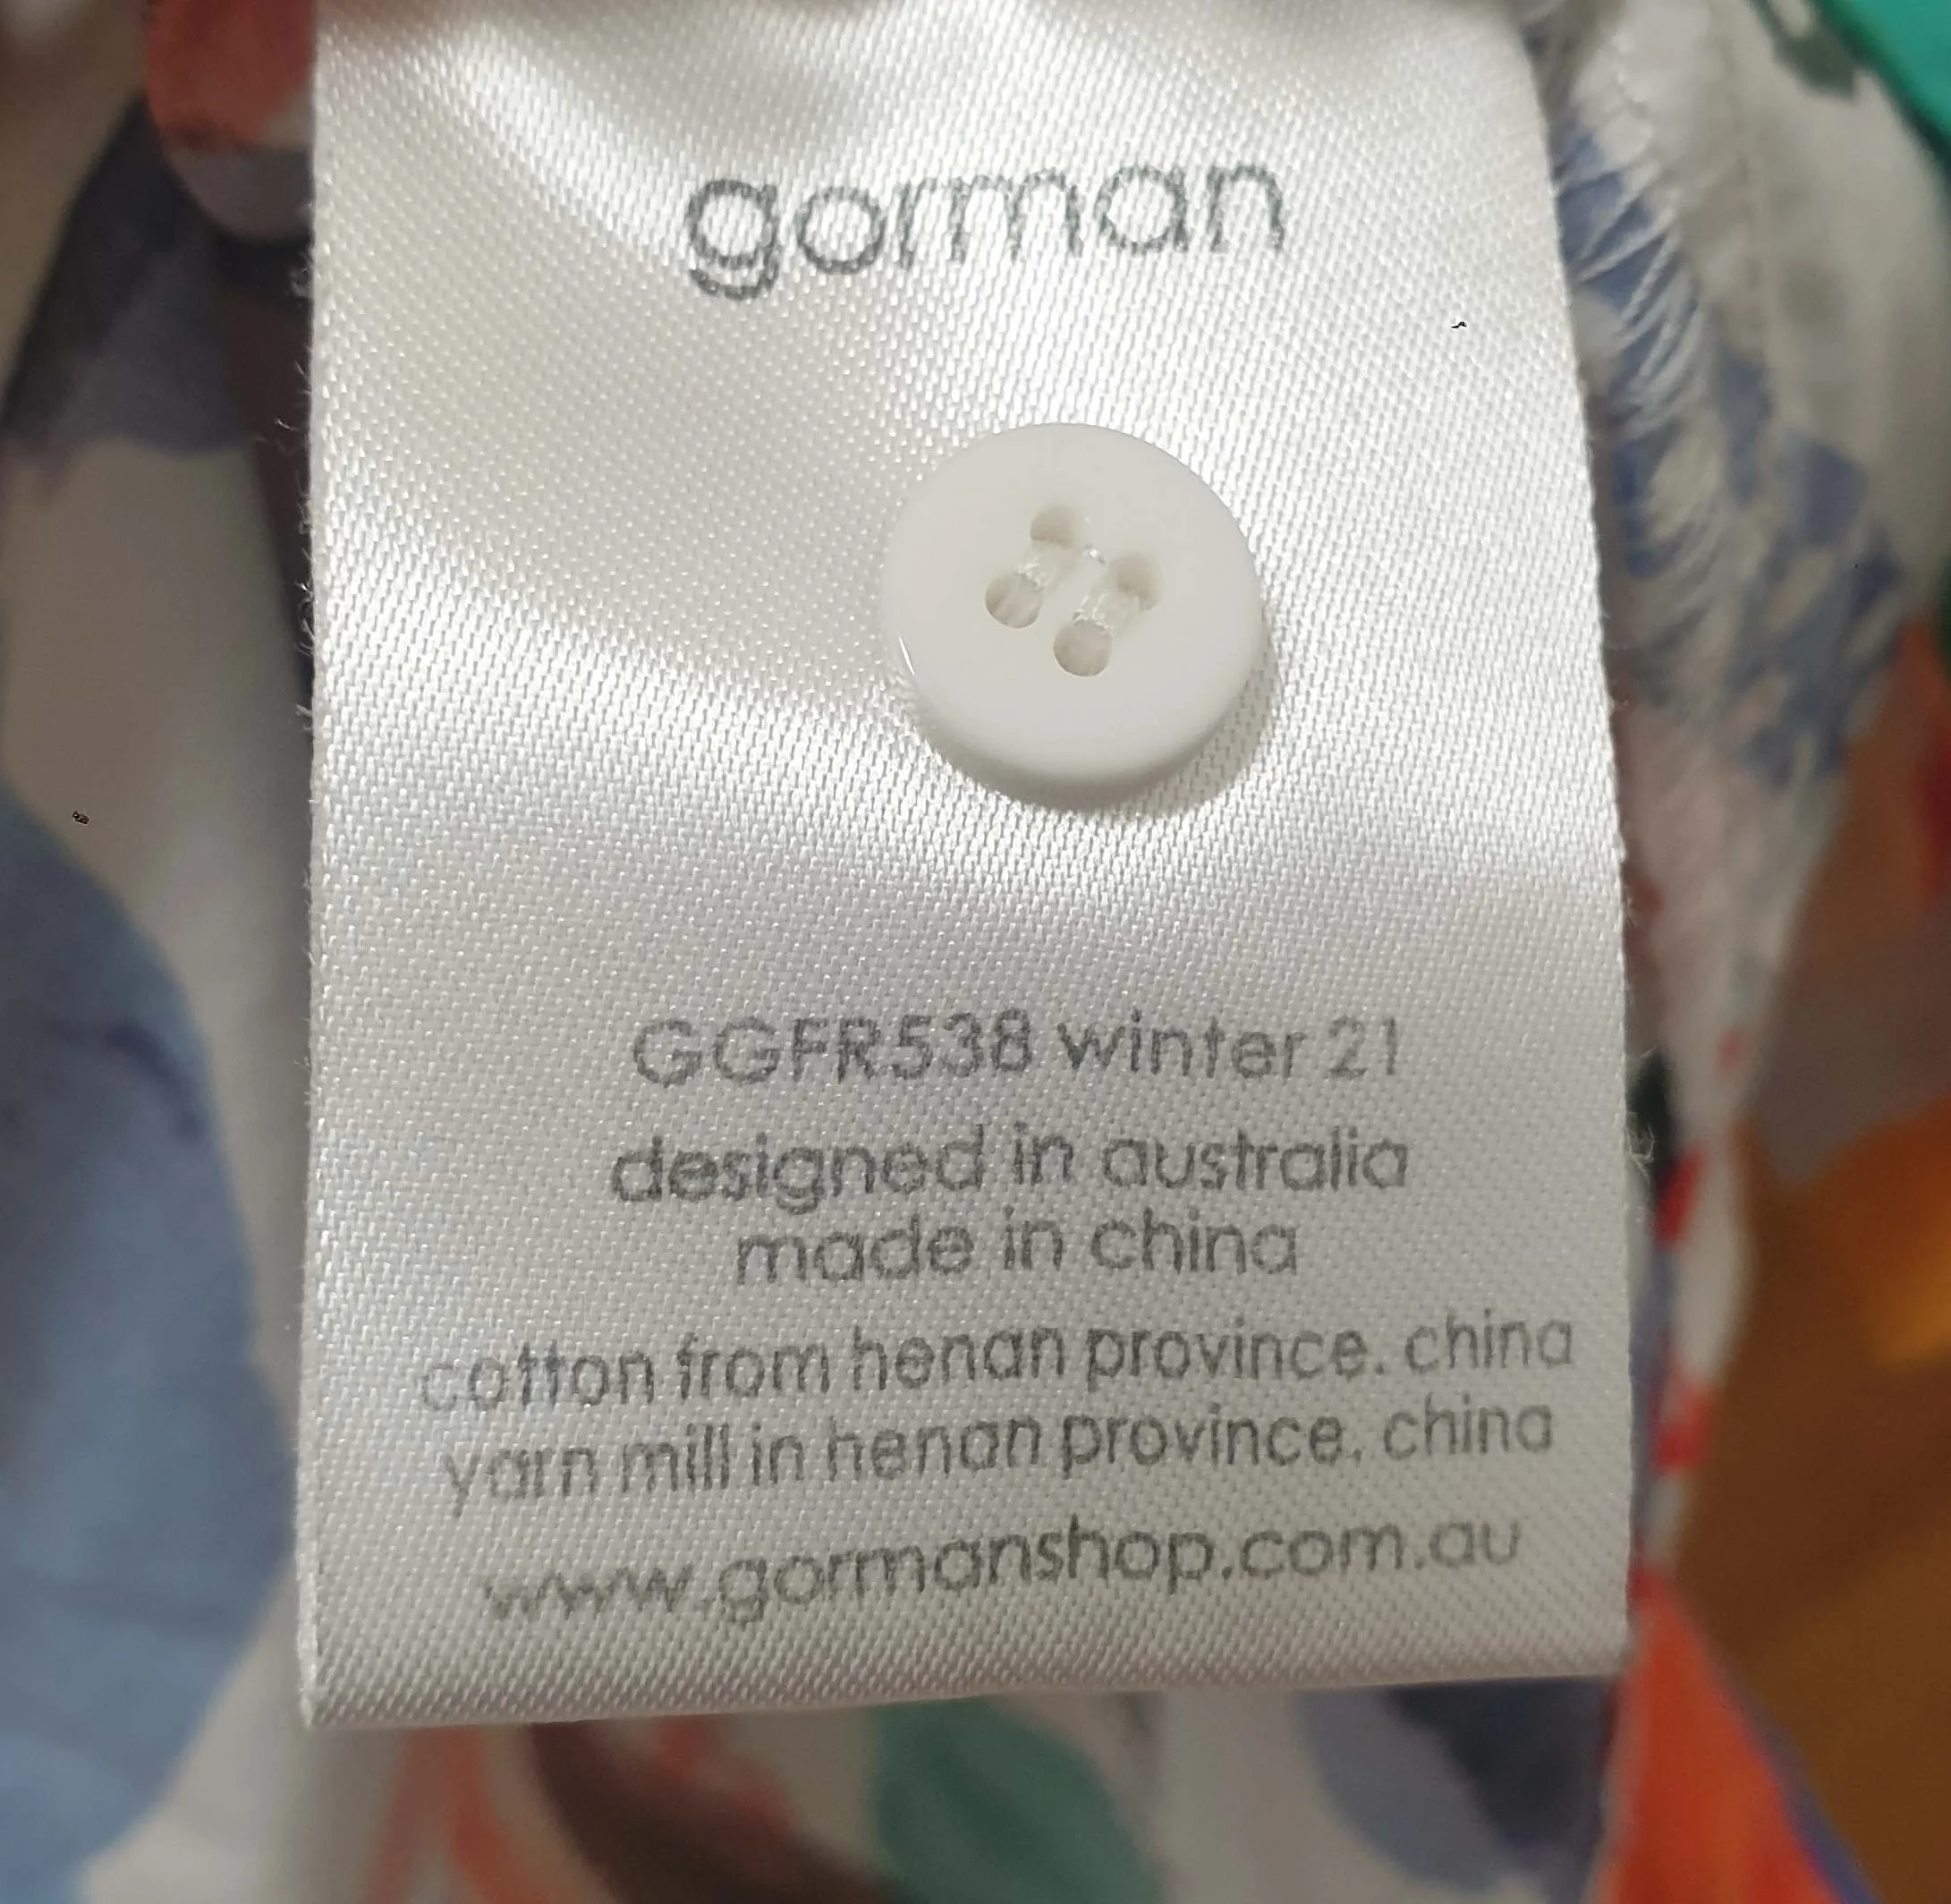 gorman
GGFR538 winter 21
designed in australia
made in china
cotton from henan province, china
yarn mill in henan province, china
www.gormanshop.com.au